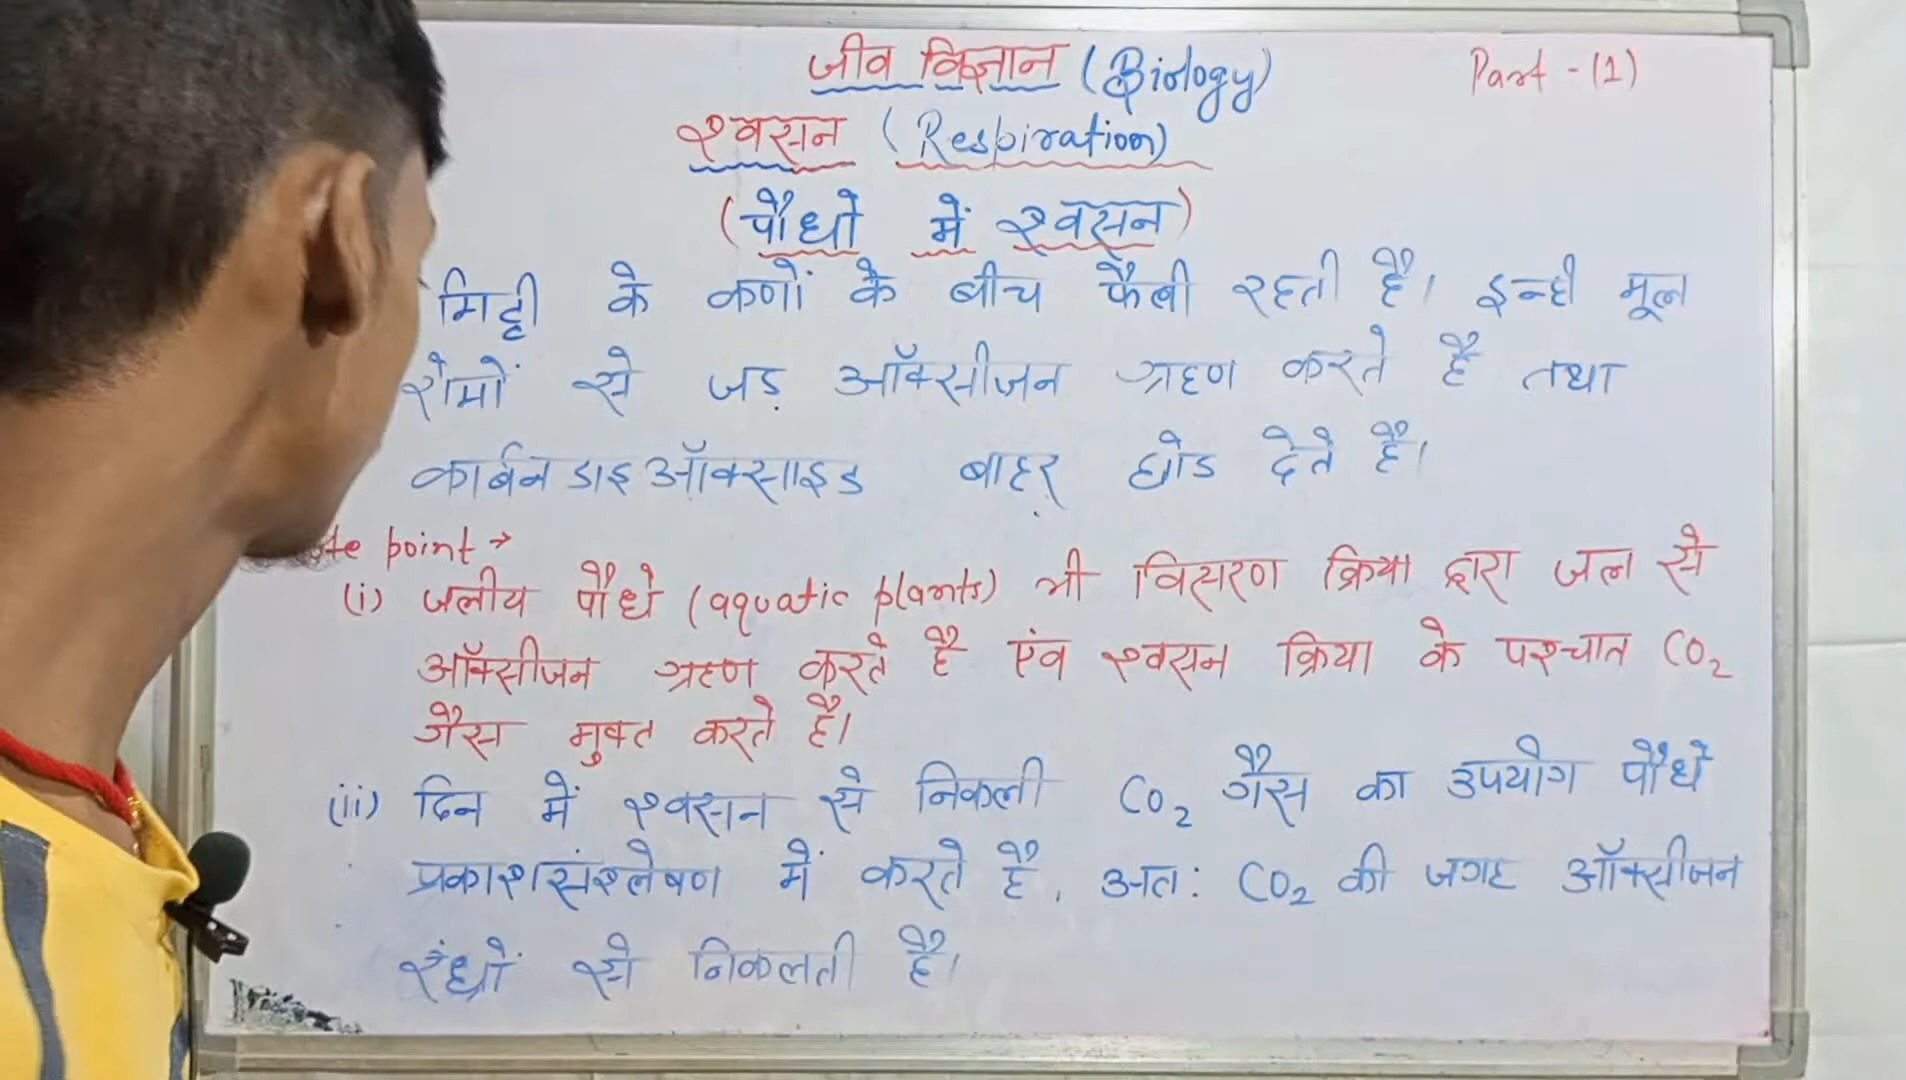 जीव विज्ञान (Biology)
Part - (1)
श्वसन (Respiration)
(पौधो में श्वसन)
मिट्टी के कणों के बीच फैली रहती है। इन्ही मूल
रोमों से जड़ ऑक्सीजन ग्रहण करते है तथा
कार्बन डाइ ऑक्साइड बाहर छोड देते है।
point →
(i) जलीय पौधे (aquatic plants) भी विसरण क्रिया द्वारा जल से
ऑक्सीजन ग्रहण करते है एंव श्वसन क्रिया के पश्चात CO2
गैस मुक्त करते है।
(ii) दिन में श्वसन से निकली CO2 गैस का उपयोग पौधे
प्रकाशसंश्लेषण में करते है, अत: CO2 की जगह ऑक्सीजन
रंध्रों से निकलती है।